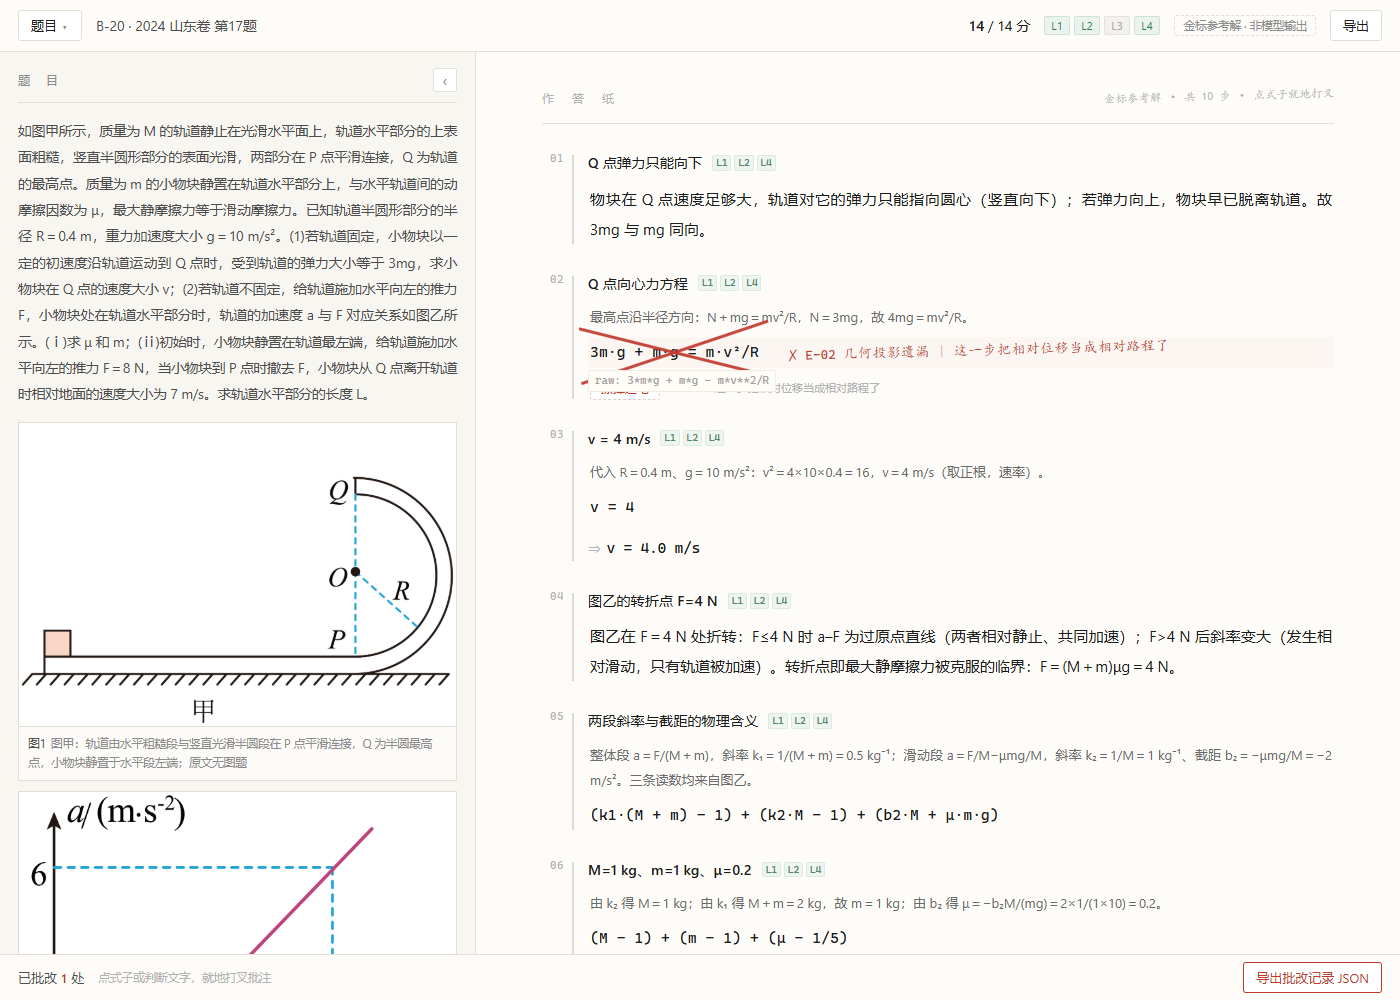 题目
B-20 · 2024 山东卷 第17题
14 / 14 分 L1 L2 L3 L4 金标参考解 · 非模型输出 导出
题 目
如图甲所示，质量为 M 的轨道静止在光滑水平面上，轨道水平部分的上表
面粗糙，竖直半圆形部分的表面光滑，两部分在 P 点平滑连接，Q 为轨道
的最高点。质量为 m 的小物块静置在轨道水平部分上，与水平轨道间的动
摩擦因数为 μ，最大静摩擦力等于滑动摩擦力。已知轨道半圆形部分的半
径 R = 0.4 m，重力加速度大小 g = 10 m/s²。(1)若轨道固定，小物块以一
定的初速度沿轨道运动到 Q 点时，受到轨道的弹力大小等于 3mg，求小
物块在 Q 点的速度大小 v；(2)若轨道不固定，给轨道施加水平向左的推力
F，小物块处在轨道水平部分时，轨道的加速度 a 与 F 对应关系如图乙所
示。(ⅰ)求 μ 和 m；(ⅱ)初始时，小物块静置在轨道最左端，给轨道施加水
平向左的推力 F = 8 N，当小物块到 P 点时撤去 F，小物块从 Q 点离开轨道
时相对地面的速度大小为 7 m/s。求轨道水平部分的长度 L。
Q
O
R
P
甲
图1 图甲：轨道由水平粗糙段与竖直光滑半圆段在 P 点平滑连接，Q 为半圆最高
点，小物块静置于水平段左端；原文无图题
a/ (m·s⁻²)
6
作 答 纸
金标参考解 • 共 10 步 • 点式子就地打叉
01 Q 点弹力只能向下 L1 L2 L4
物块在 Q 点速度足够大，轨道对它的弹力只能指向圆心（竖直向下）；若弹力向上，物块早已脱离轨道。故
3mg 与 mg 同向。
02 Q 点向心力方程 L1 L2 L4
最高点沿半径方向：N + mg = mv²/R，N = 3mg，故 4mg = mv²/R。
3m·g + m·g = m·v²/R
✗ E-02 几何投影遗漏 | 这一步把相对位移当成相对路程了
raw: 3*m*g + m*g − m*v**2/R
时位移当成相对路程了
03 v = 4 m/s L1 L2 L4
代入 R = 0.4 m、g = 10 m/s²：v² = 4×10×0.4 = 16，v = 4 m/s（取正根，速率）。
v = 4
⇒ v = 4.0 m/s
04 图乙的转折点 F=4 N L1 L2 L4
图乙在 F = 4 N 处折转：F≤4 N 时 a–F 为过原点直线（两者相对静止、共同加速）；F>4 N 后斜率变大（发生相
对滑动，只有轨道被加速）。转折点即最大静摩擦力被克服的临界：F = (M + m)μg = 4 N。
05 两段斜率与截距的物理含义 L1 L2 L4
整体段 a = F/(M + m)，斜率 k₁ = 1/(M + m) = 0.5 kg⁻¹；滑动段 a = F/M − μmg/M，斜率 k₂ = 1/M = 1 kg⁻¹、截距 b₂ = −μmg/M = −2
m/s²。三条读数均来自图乙。
(k1·(M + m) − 1) + (k2·M − 1) + (b2·M + μ·m·g)
06 M=1 kg、m=1 kg、μ=0.2 L1 L2 L4
由 k₂ 得 M = 1 kg；由 k₁ 得 M + m = 2 kg，故 m = 1 kg；由 b₂ 得 μ = −b₂M/(mg) = 2×1/(1×10) = 0.2。
(M − 1) + (m − 1) + (μ − 1/5)
已批改 1 处 点式子或判断文字，就地打叉批注
导出批改记录 JSON